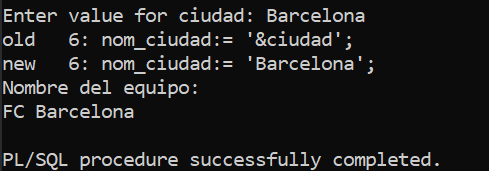 Enter value for ciudad: Barcelona
old   6: nom_ciudad:= '&ciudad';
new   6: nom_ciudad:= 'Barcelona';
Nombre del equipo:
FC Barcelona
PL/SQL procedure successfully completed.